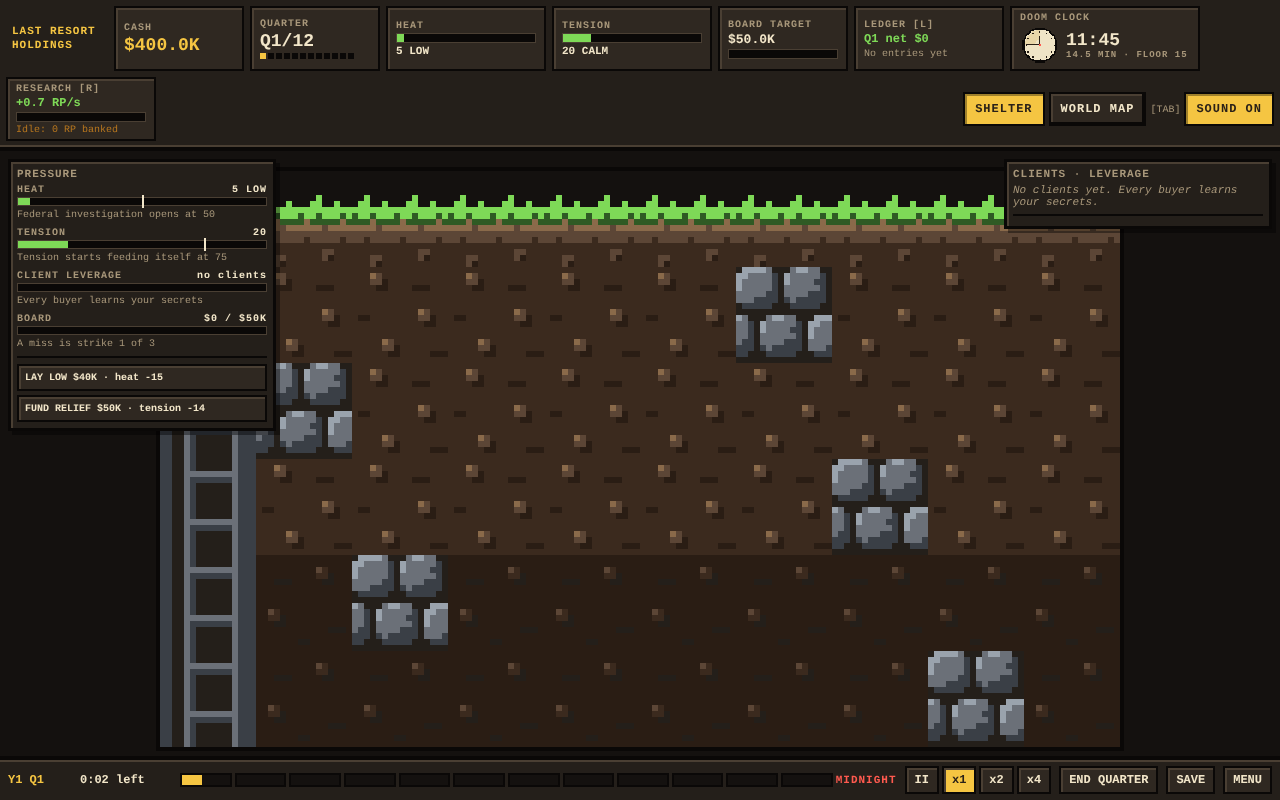 LAST RESORT
HOLDINGS
CASH
$400.0K
QUARTER
Q1/12
HEAT
5 LOW
TENSION
20 CALM
BOARD TARGET
$50.0K
LEDGER [L]
Q1 net $0
No entries yet
DOOM CLOCK
11:45
14.5 MIN · FLOOR 15
RESEARCH [R]
+0.7 RP/s
Idle: 0 RP banked
SHELTER
WORLD MAP
[TAB]
SOUND ON
PRESSURE
HEAT 5 LOW
Federal investigation opens at 50
TENSION 20
Tension starts feeding itself at 75
CLIENT LEVERAGE no clients
Every buyer learns your secrets
BOARD $0 / $50K
A miss is strike 1 of 3
LAY LOW $40K · heat -15
FUND RELIEF $50K · tension -14
CLIENTS · LEVERAGE
No clients yet. Every buyer learns
your secrets.
Y1 Q1 0:02 left MIDNIGHT II x1 x2 x4 END QUARTER SAVE MENU